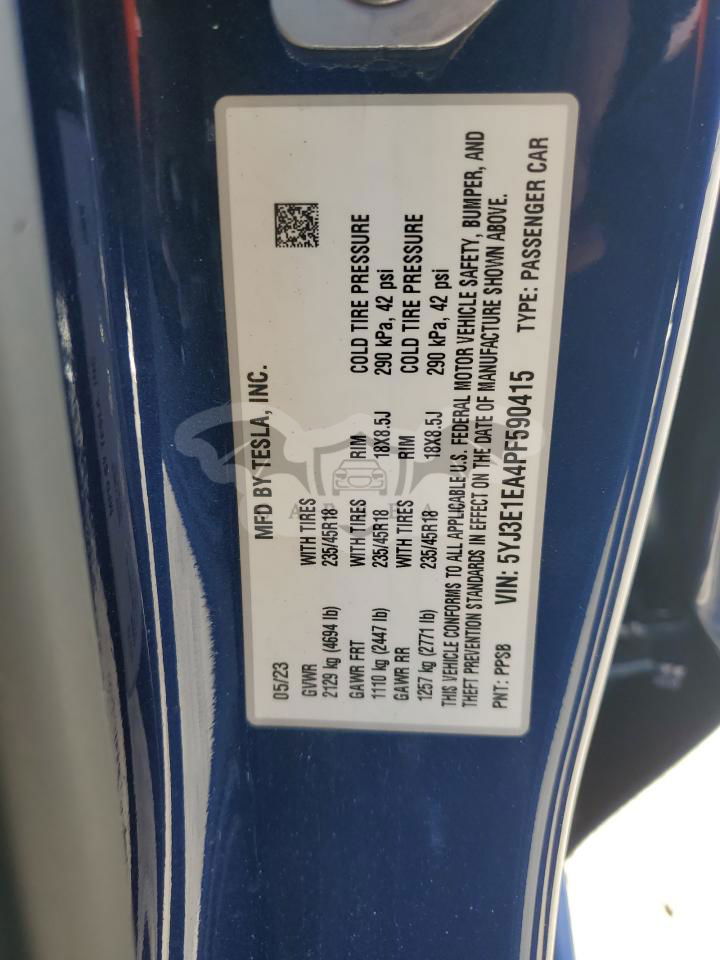 MFD BY TESLA, INC.
05/23
GVWR WITH TIRES RIM COLD TIRE PRESSURE
2129 kg (4694 lb) 235/45R18 18X8.5J 290 kPa, 42 psi
GAWR FRT WITH TIRES RIM COLD TIRE PRESSURE
1110 kg (2447 lb) 235/45R18 18X8.5J 290 kPa, 42 psi
GAWR RR WITH TIRES
1257 kg (2771 lb) 235/45R18
THIS VEHICLE CONFORMS TO ALL APPLICABLE U.S. FEDERAL MOTOR VEHICLE SAFETY, BUMPER, AND
THEFT PREVENTION STANDARDS IN EFFECT ON THE DATE OF MANUFACTURE SHOWN ABOVE.
PNT: PPSB VIN: 5YJ3E1EA4PF590415 TYPE: PASSENGER CAR